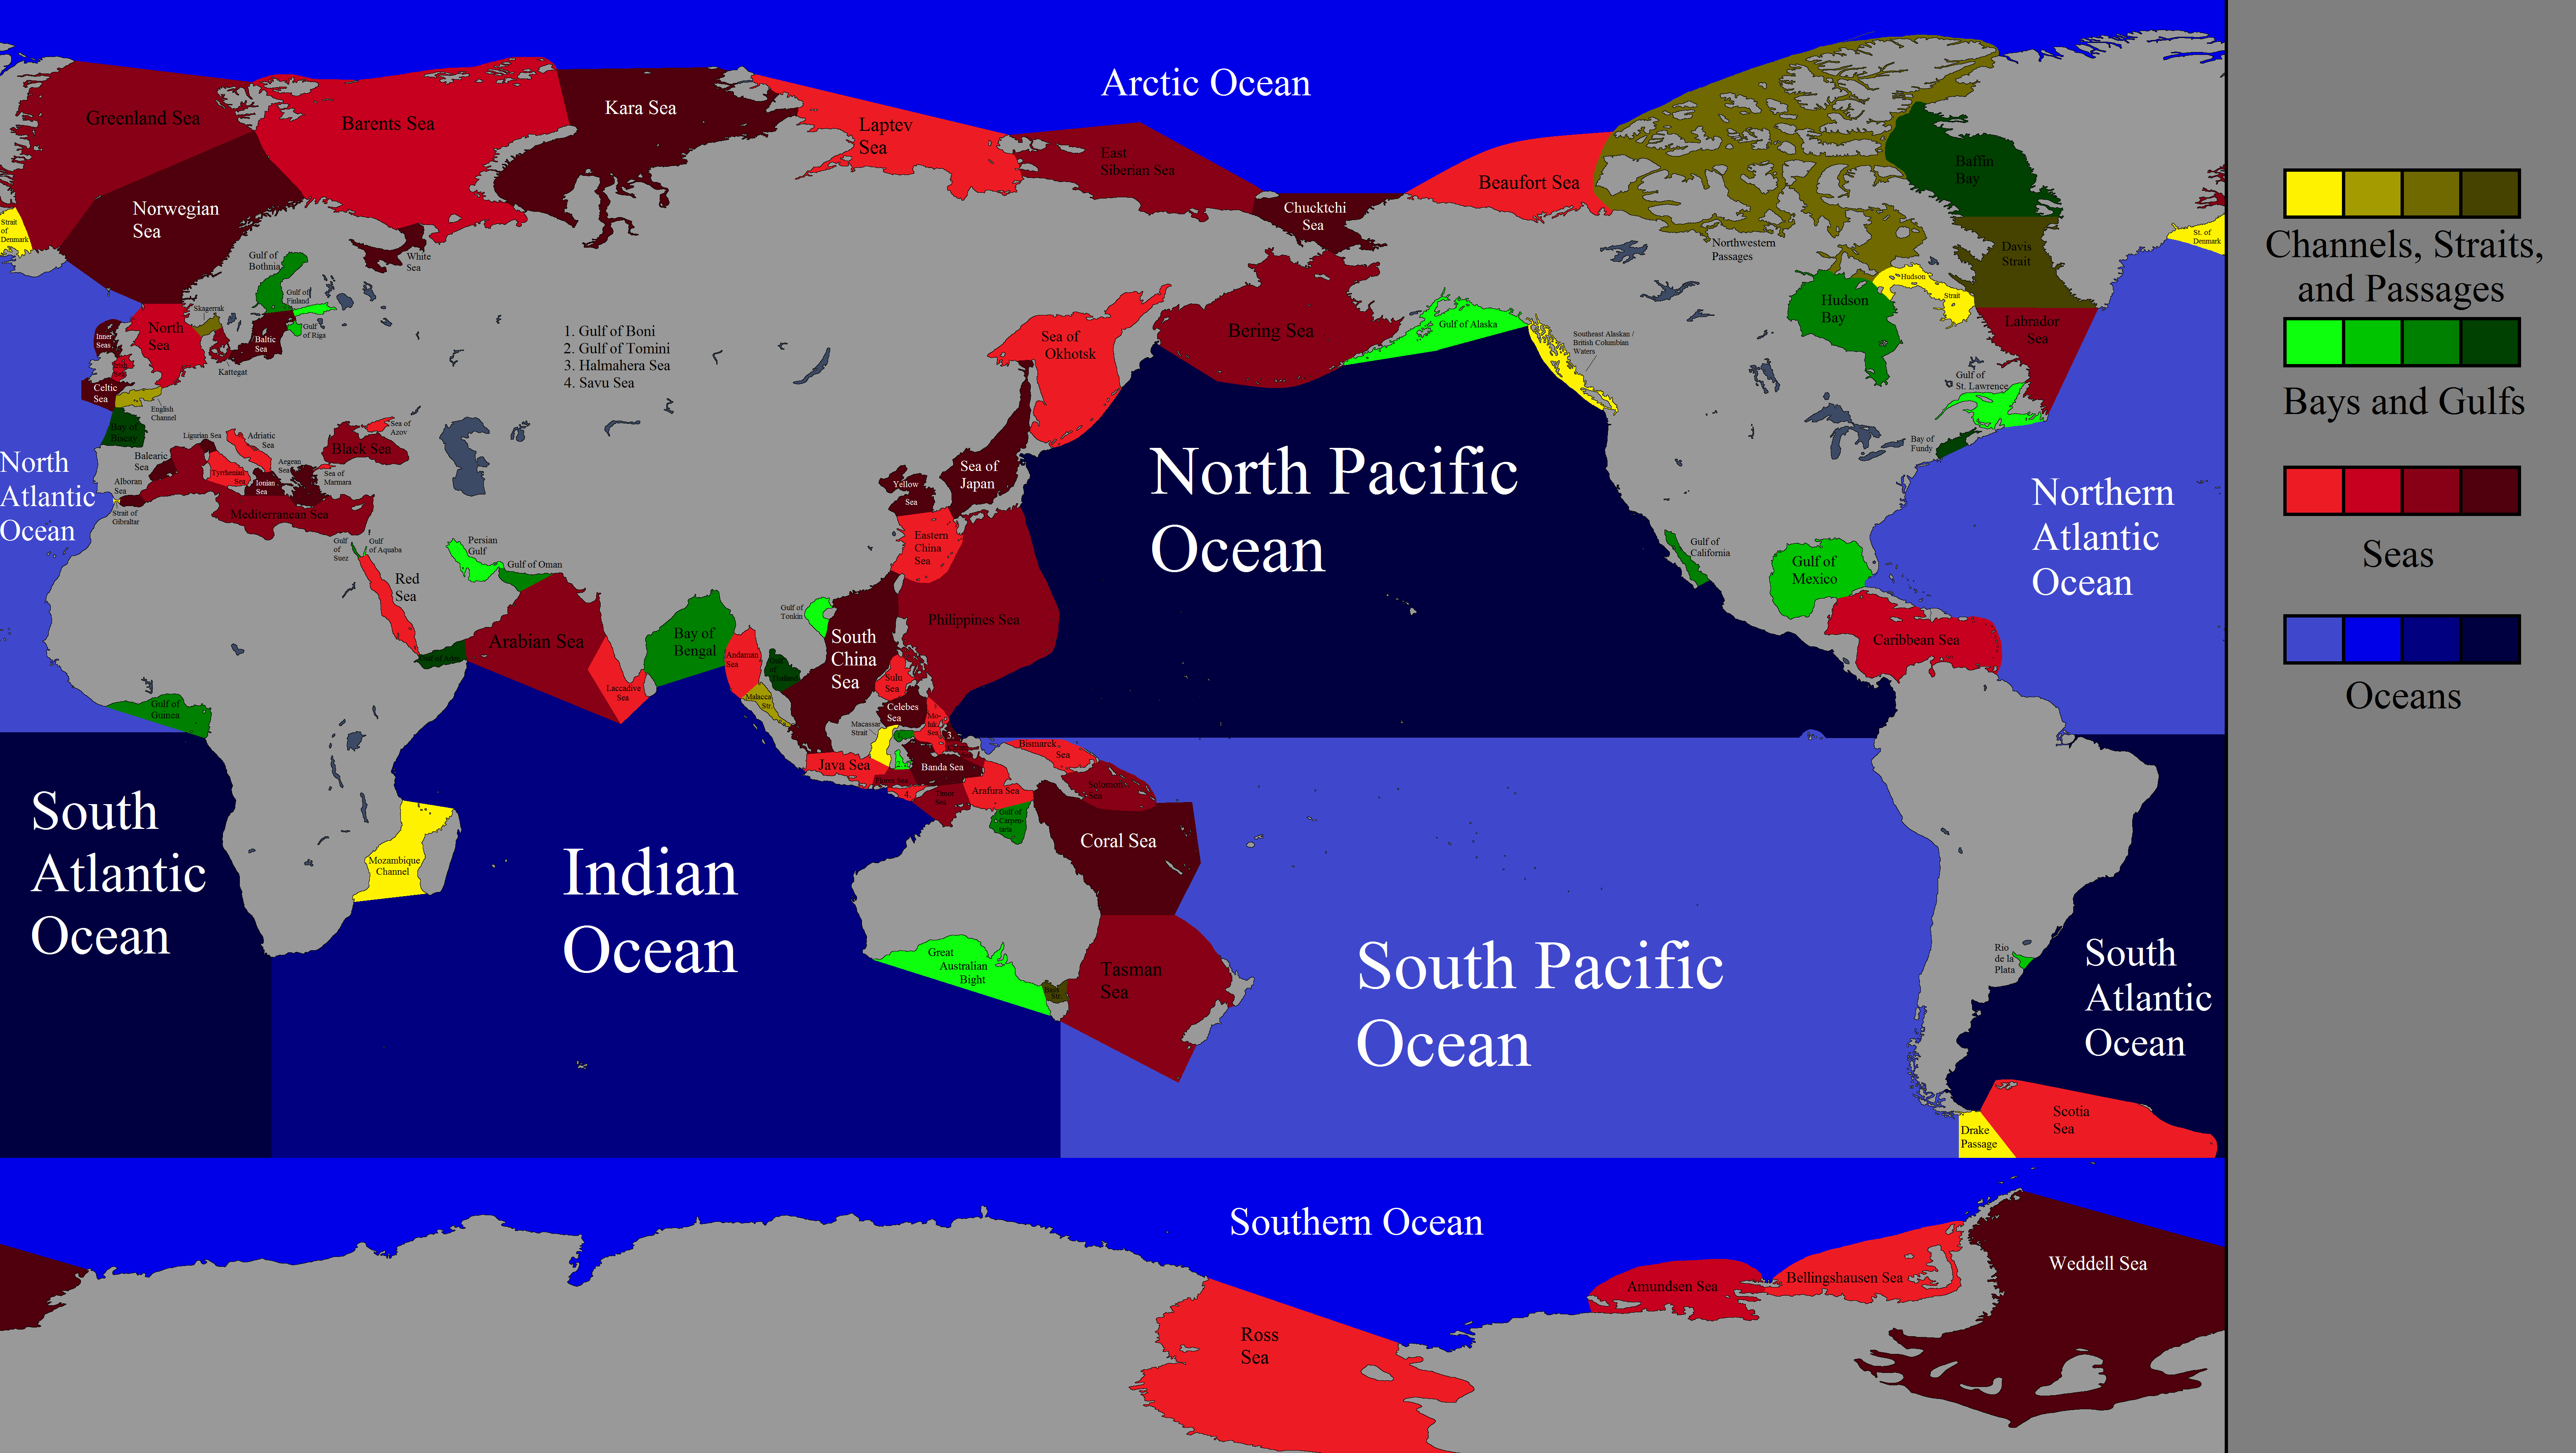 Arctic Ocean
Greenland Sea
Barents Sea
Kara Sea
Laptev
Sea
East
Siberian Sea
Beaufort Sea
Chucktchi
Sea
Baffin
Bay
Norwegian
Sea
Strait
of
Denmark
White
Sea
Northwestern
Passages
Davis
Strait
St. of
Denmark
Gulf of
Bothnia
Gulf of
Finland
Gulf
of Riga
Skagerrak
Kattegat
Baltic
Sea
North
Sea
Inner
Seas
Celtic
Sea
English
Channel
Bay of
Biscay
1. Gulf of Boni
2. Gulf of Tomini
3. Halmahera Sea
4. Savu Sea
Sea of
Okhotsk
Bering Sea
Gulf of Alaska
Southeast Alaskan /
British Columbian
Waters
Hudson
Bay
Hudson
Strait
Labrador
Sea
Gulf of
St. Lawrence
Bay of
Fundy
North
Atlantic
Ocean
Ligurian Sea
Adriatic
Sea
Balearic
Sea
Tyrrhenian
Sea
Ionian
Sea
Aegean
Sea
Sea of
Marmara
Black Sea
Sea of
Azov
Alboran
Sea
Strait of
Gibraltar
Mediterranean Sea
Gulf
of
Suez
Gulf
of Aquaba
Red
Sea
Persian
Gulf
Gulf of Oman
Gulf of Aden
Arabian Sea
Laccadive
Sea
Bay of
Bengal
Andaman
Sea
Gulf of
Tonkin
Gulf
of
Thailand
Malacca
Str.
South
China
Sea
Yellow
Sea
Sea of
Japan
Eastern
China
Sea
Philippines Sea
Sulu
Sea
Celebes
Sea
Macassar
Strait
Mo-
luk.
Sea
3.
Java Sea
Flores Sea
Banda Sea
4.
Timor
Sea
Arafura Sea
Gulf of
Carpen-
taria
Bismarck
Sea
Solomon
Sea
Coral Sea
North Pacific
Ocean
Gulf of
California
Gulf of
Mexico
Caribbean Sea
Northern
Atlantic
Ocean
Gulf of
Guinea
South
Atlantic
Ocean
Mozambique
Channel
Indian
Ocean
Great
Australian
Bight
Bass
Str.
Tasman
Sea
South Pacific
Ocean
Rio
de la
Plata
South
Atlantic
Ocean
Drake
Passage
Scotia
Sea
Southern Ocean
Ross
Sea
Amundsen Sea
Bellingshausen Sea
Weddell Sea
Channels, Straits,
and Passages
Bays and Gulfs
Seas
Oceans